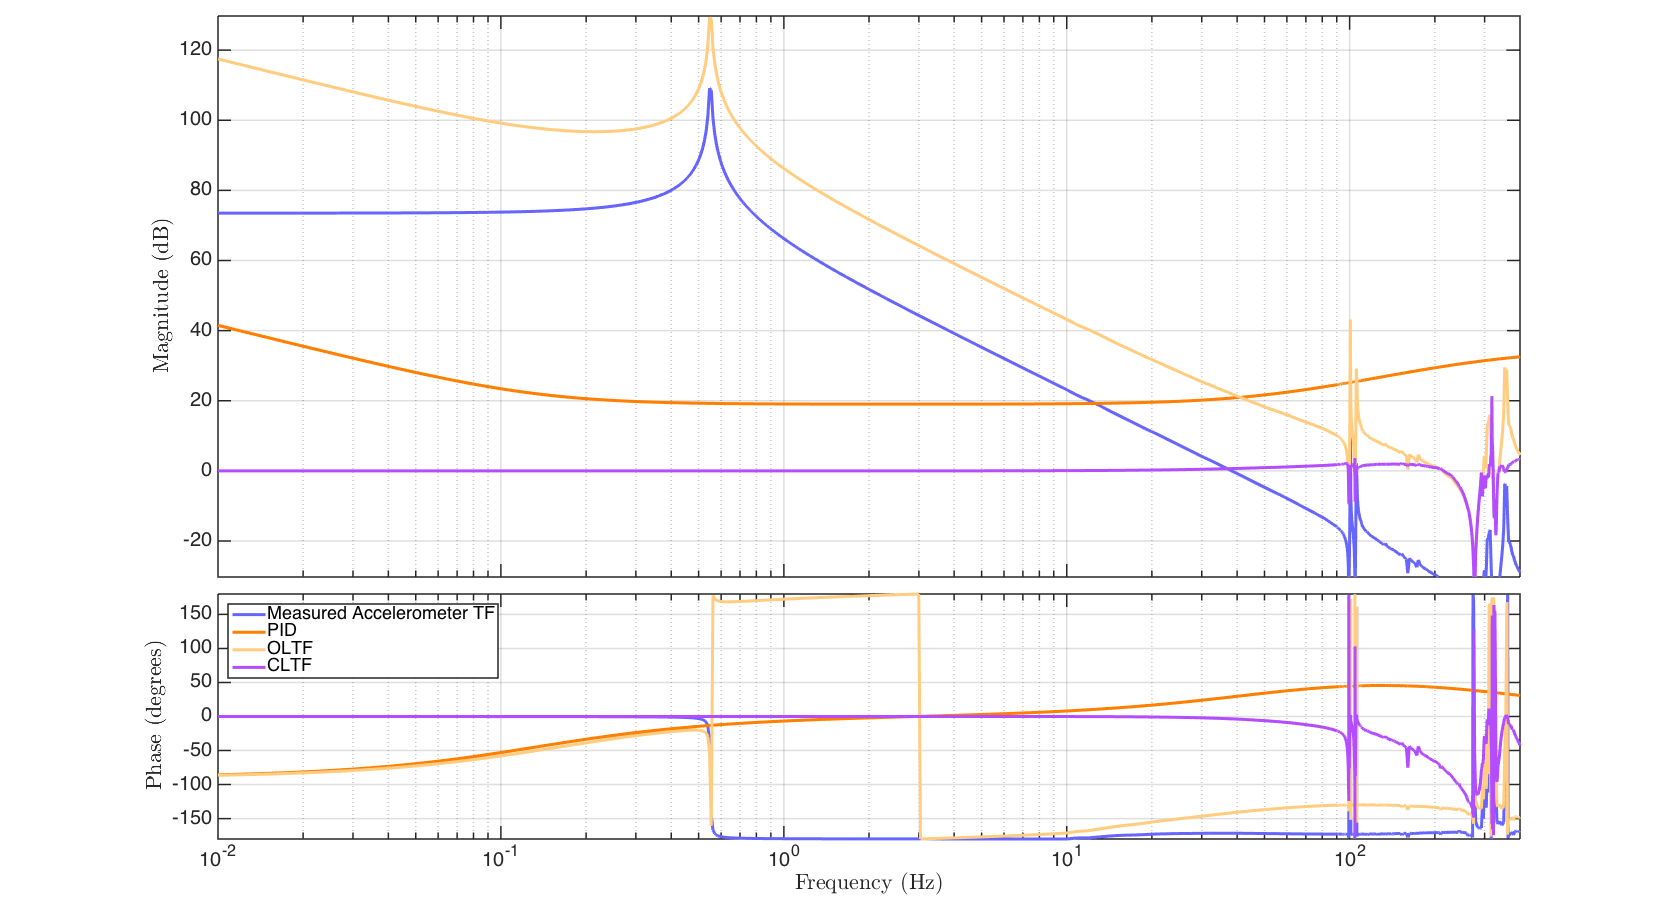 120
100
80
60
40
20
0
-20
Magnitude (dB)
150
100
50
0
-50
-100
-150
Phase (degrees)
Measured Accelerometer TF
PID
OLTF
CLTF
10^-2 10^-1 10^0 10^1 10^2
Frequency (Hz)